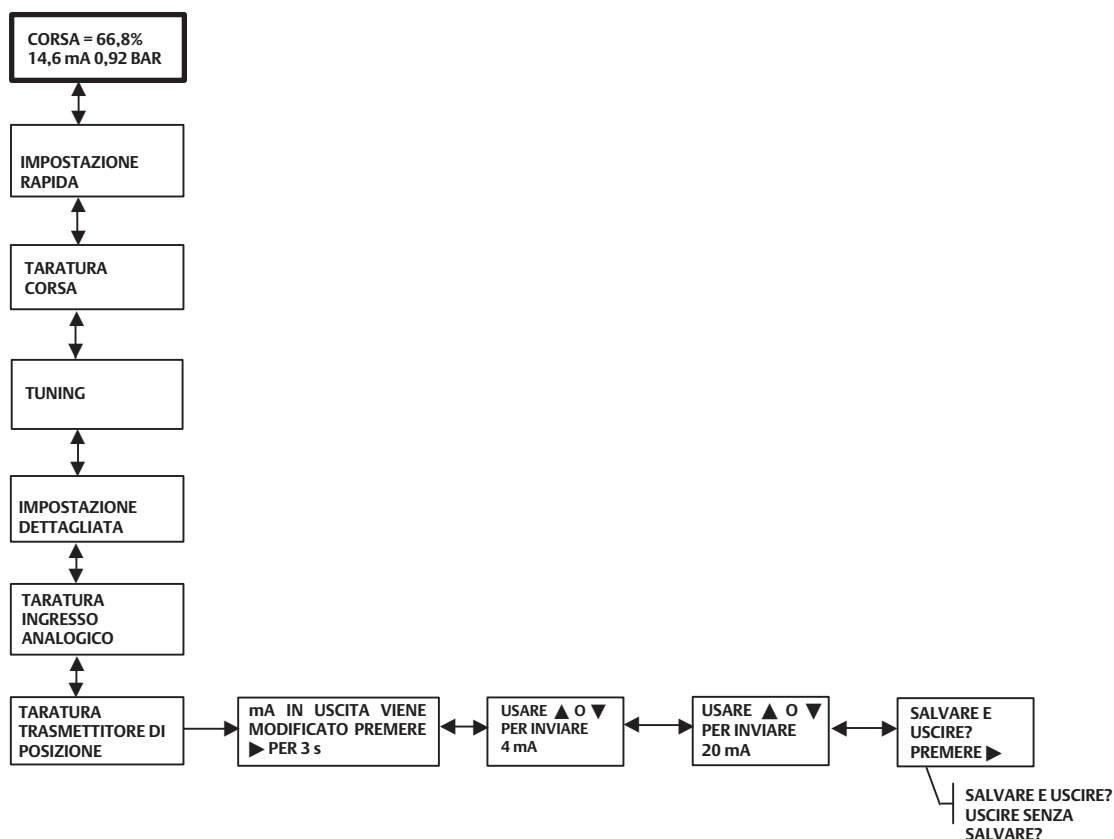 CORSA = 66,8%
14,6 mA 0,92 BAR
IMPOSTAZIONE
RAPIDA
TARATURA
CORSA
TUNING
IMPOSTAZIONE
DETTAGLIATA
TARATURA
INGRESSO
ANALOGICO
TARATURA
TRASMETTITORE DI
POSIZIONE
mA IN USCITA VIENE
MODIFICATO PREMERE
▶ PER 3 s
USARE ▲ O ▼
PER INVIARE
4 mA
USARE ▲ O ▼
PER INVIARE
20 mA
SALVARE E
USCIRE?
PREMERE ▶
SALVARE E USCIRE?
USCIRE SENZA
SALVARE?